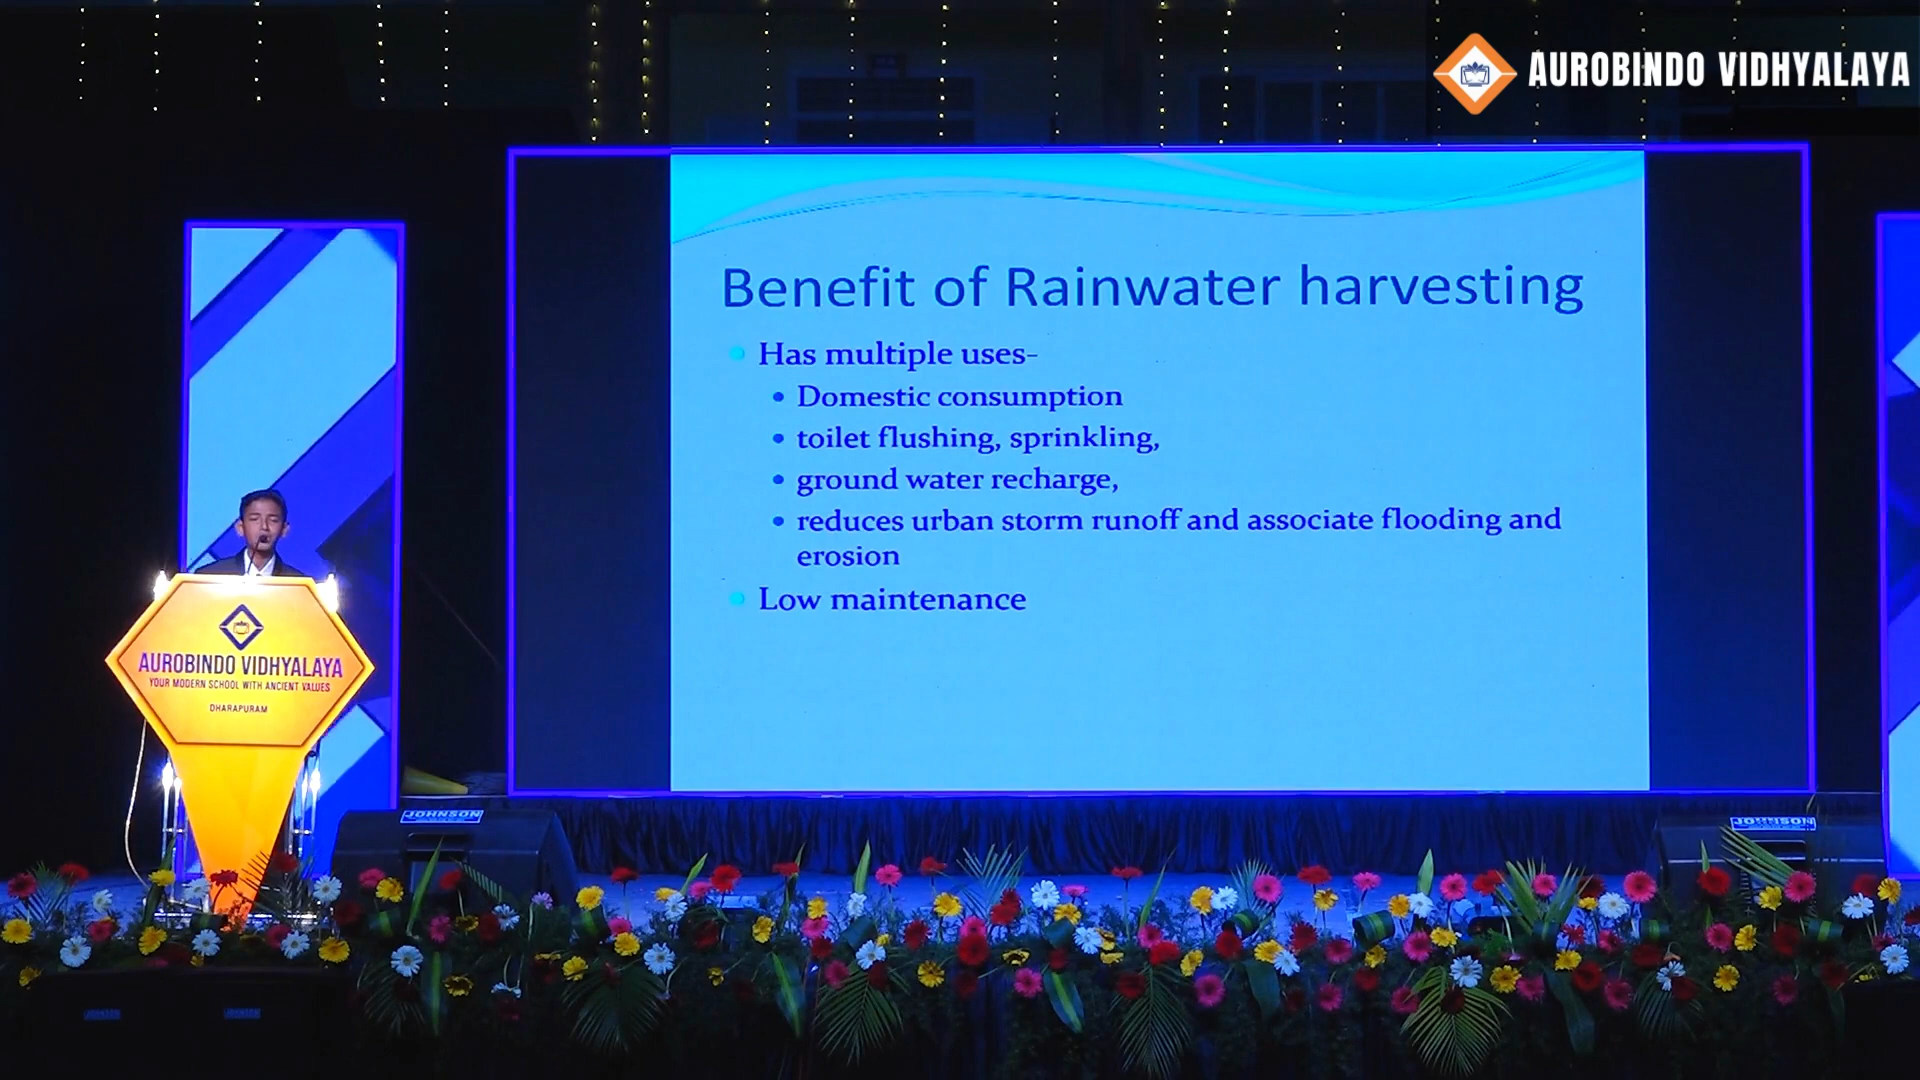 AUROBINDO VIDHYALAYA
Benefit of Rainwater harvesting
Has multiple uses-
Domestic consumption
toilet flushing, sprinkling,
ground water recharge,
reduces urban storm runoff and associate flooding and
erosion
Low maintenance
AUROBINDO VIDHYALAYA
YOUR MODERN SCHOOL WITH ANCIENT VALUES
DHARAPURAM
JOHNSON
JOHNSON
JOHNSON
JOHNSON